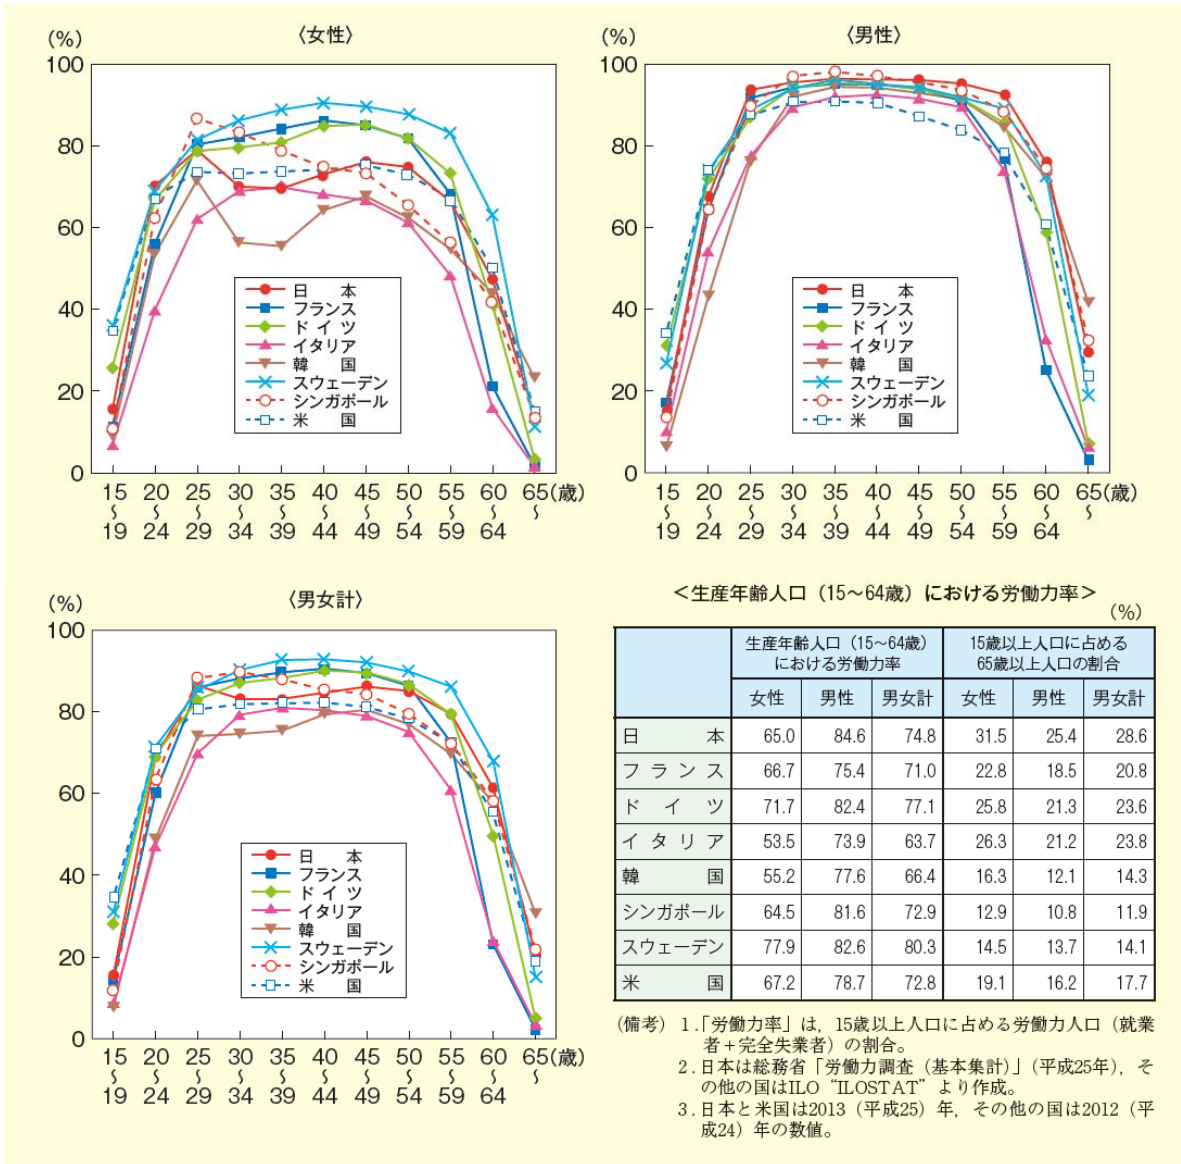 〈女性〉
(%)
100
80
60
40
20
0
15 20 25 30 35 40 45 50 55 60 65(歳)
〜 〜 〜 〜 〜 〜 〜 〜 〜 〜 〜
19 24 29 34 39 44 49 54 59 64
日 本
フランス
ドイツ
イタリア
韓 国
スウェーデン
シンガポール
米 国
〈男性〉
(%)
100
80
60
40
20
0
15 20 25 30 35 40 45 50 55 60 65(歳)
〜 〜 〜 〜 〜 〜 〜 〜 〜 〜 〜
19 24 29 34 39 44 49 54 59 64
日 本
フランス
ドイツ
イタリア
韓 国
スウェーデン
シンガポール
米 国
〈男女計〉
(%)
100
80
60
40
20
0
15 20 25 30 35 40 45 50 55 60 65(歳)
〜 〜 〜 〜 〜 〜 〜 〜 〜 〜 〜
19 24 29 34 39 44 49 54 59 64
日 本
フランス
ドイツ
イタリア
韓 国
スウェーデン
シンガポール
米 国
＜生産年齢人口（15〜64歳）における労働力率＞
(%)
生産年齢人口（15〜64歳） 15歳以上人口に占める
における労働力率 65歳以上人口の割合
女性 男性 男女計 女性 男性 男女計
日 本 65.0 84.6 74.8 31.5 25.4 28.6
フランス 66.7 75.4 71.0 22.8 18.5 20.8
ドイツ 71.7 82.4 77.1 25.8 21.3 23.6
イタリア 53.5 73.9 63.7 26.3 21.2 23.8
韓 国 55.2 77.6 66.4 16.3 12.1 14.3
シンガポール 64.5 81.6 72.9 12.9 10.8 11.9
スウェーデン 77.9 82.6 80.3 14.5 13.7 14.1
米 国 67.2 78.7 72.8 19.1 16.2 17.7
（備考）１.「労働力率」は，15歳以上人口に占める労働力人口（就業
者＋完全失業者）の割合。
２.日本は総務省「労働力調査（基本集計）」（平成25年），そ
の他の国はILO “ILOSTAT” より作成。
３.日本と米国は2013（平成25）年，その他の国は2012（平
成24）年の数値。